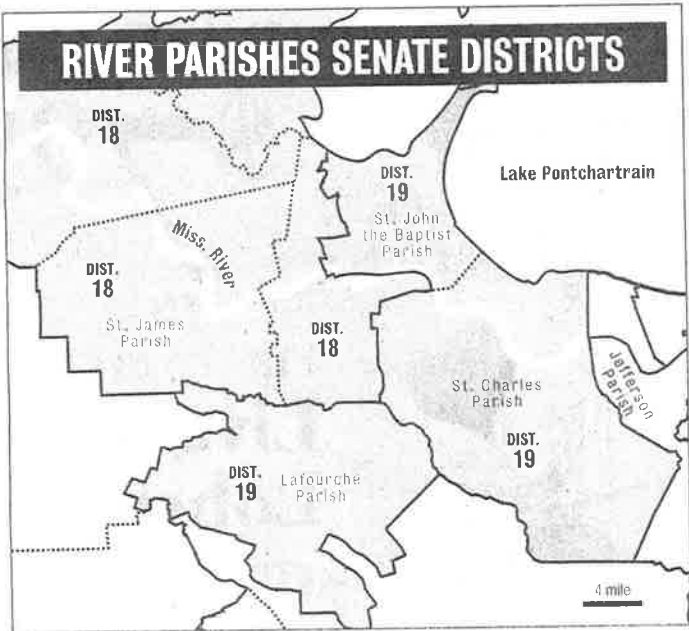 RIVER PARISHES SENATE DISTRICTS
DIST.
18
DIST.
19
St. John
the Baptist
Parish
Lake Pontchartrain
Miss. River
DIST.
18
St. James
Parish
DIST.
18
St. Charles
Parish
Jefferson
Parish
DIST.
19
DIST.
19
Lafourche
Parish
4 mile